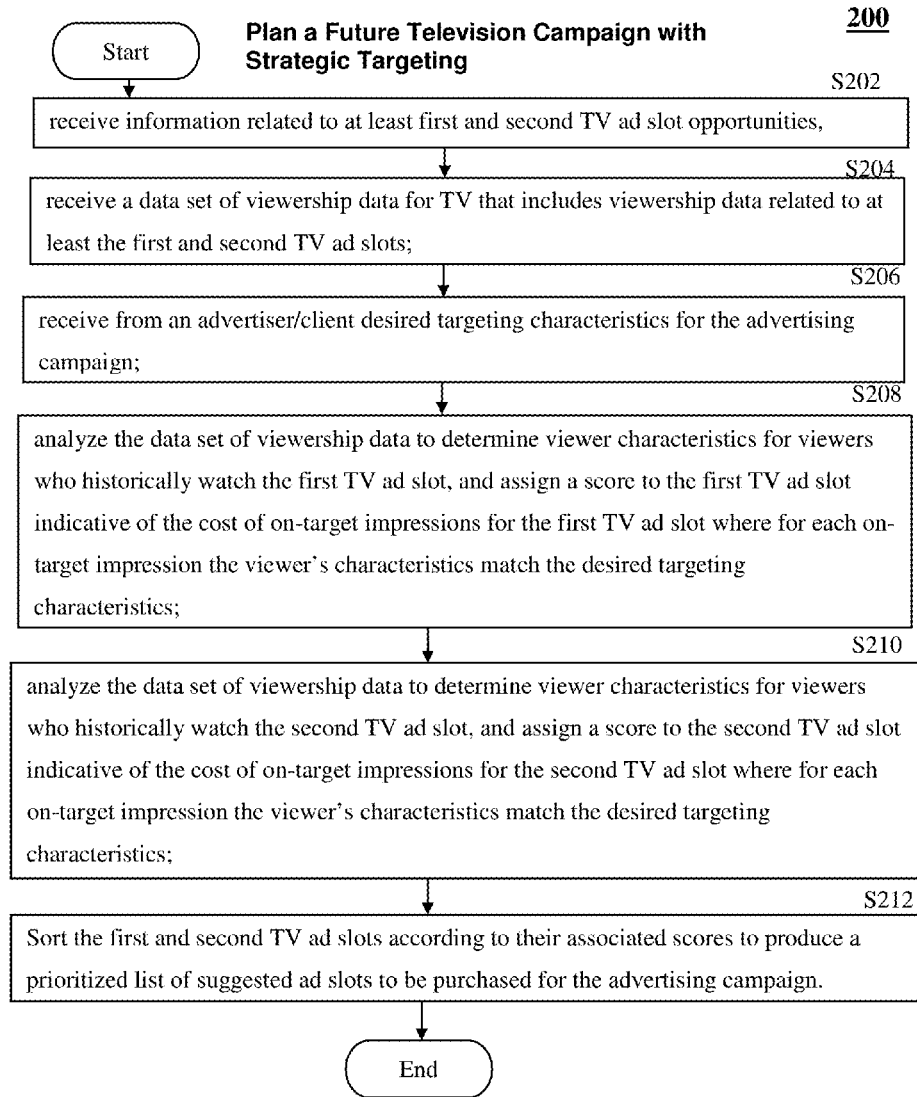 200
Plan a Future Television Campaign with
Strategic Targeting
Start
S202
receive information related to at least first and second TV ad slot opportunities,
S204
receive a data set of viewership data for TV that includes viewership data related to at
least the first and second TV ad slots;
S206
receive from an advertiser/client desired targeting characteristics for the advertising
campaign;
S208
analyze the data set of viewership data to determine viewer characteristics for viewers
who historically watch the first TV ad slot, and assign a score to the first TV ad slot
indicative of the cost of on-target impressions for the first TV ad slot where for each on-
target impression the viewer's characteristics match the desired targeting
characteristics;
S210
analyze the data set of viewership data to determine viewer characteristics for viewers
who historically watch the second TV ad slot, and assign a score to the second TV ad slot
indicative of the cost of on-target impressions for the second TV ad slot where for each
on-target impression the viewer's characteristics match the desired targeting
characteristics;
S212
Sort the first and second TV ad slots according to their associated scores to produce a
prioritized list of suggested ad slots to be purchased for the advertising campaign.
End